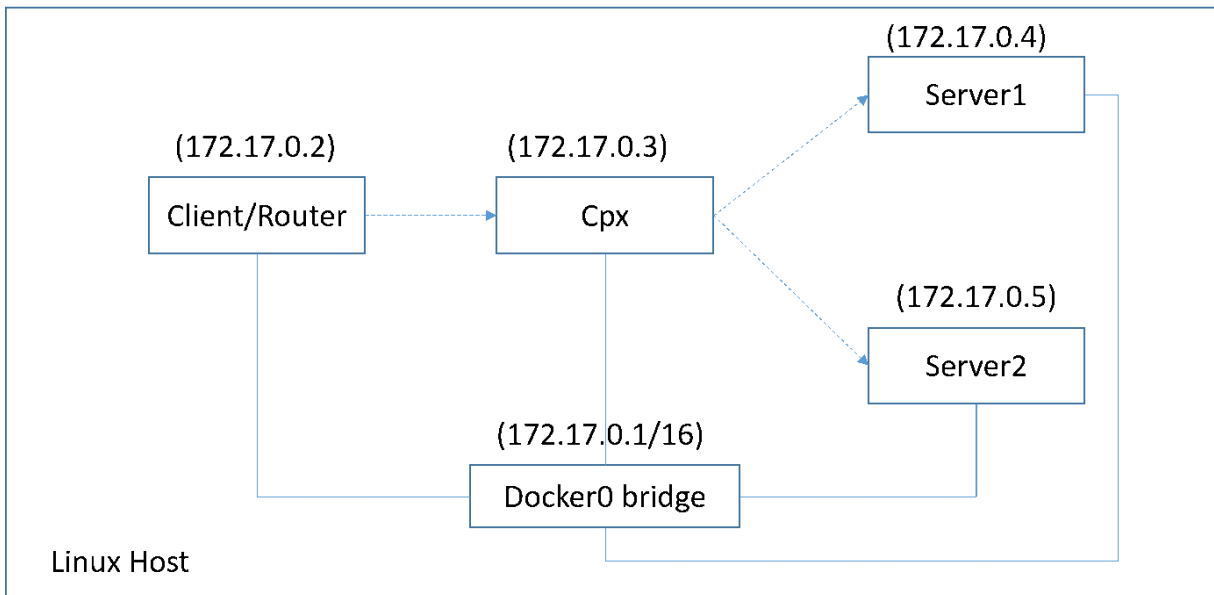 (172.17.0.4)
Server1
(172.17.0.2)
(172.17.0.3)
Client/Router
Cpx
(172.17.0.5)
Server2
(172.17.0.1/16)
Docker0 bridge
Linux Host